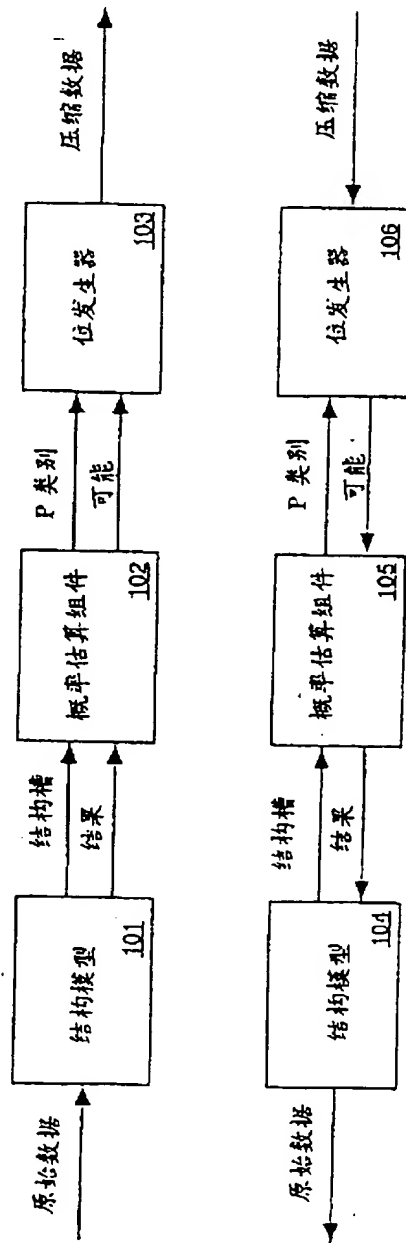 原始数据
结构模型
101
结构槽
结果
概率估算组件
102
P 类别
可能
位发生器
103
压缩数据
原始数据
结构模型
104
结构槽
结果
概率估算组件
105
P 类别
可能
位发生器
106
压缩数据